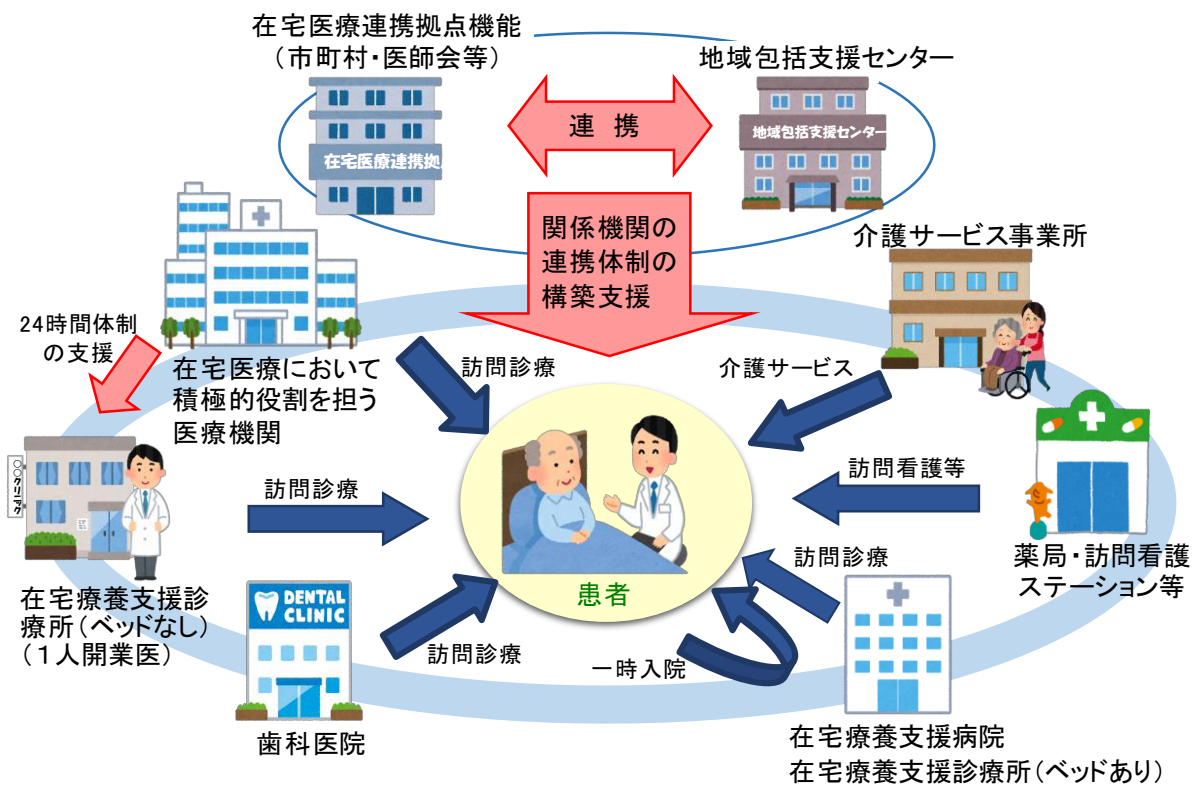 在宅医療連携拠点機能
（市町村・医師会等）
地域包括支援センター
連 携
在宅医療連携拠
地域包括支援センター
関係機関の
連携体制の
構築支援
介護サービス事業所
24時間体制
の支援
在宅医療において
積極的役割を担う
医療機関
訪問診療
介護サービス
〇〇クリニック
訪問診療
訪問看護等
薬局・訪問看護
ステーション等
患者
訪問診療
在宅療養支援診
療所（ベッドなし）
（１人開業医）
DENTAL
CLINIC
訪問診療
一時入院
歯科医院
在宅療養支援病院
在宅療養支援診療所（ベッドあり）